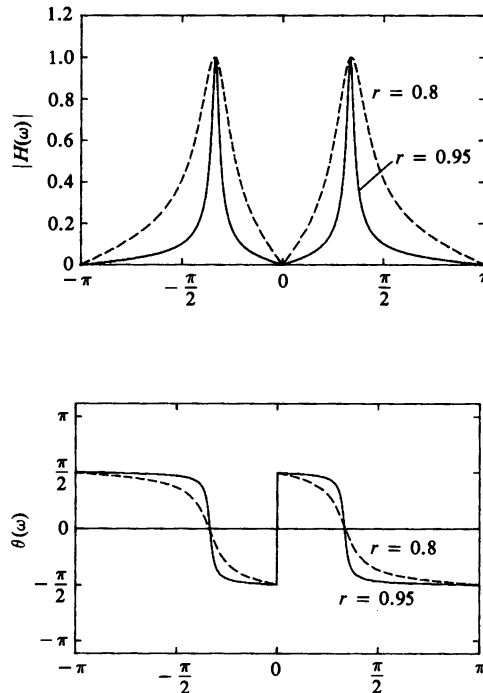 1.2
1.0
0.8
0.6
0.4
0.2
0
|H(ω)|
r = 0.8
r = 0.95
−π
−π/2
0
π/2
π
π
π/2
0
−π/2
−π
θ(ω)
r = 0.8
r = 0.95
−π
−π/2
0
π/2
π